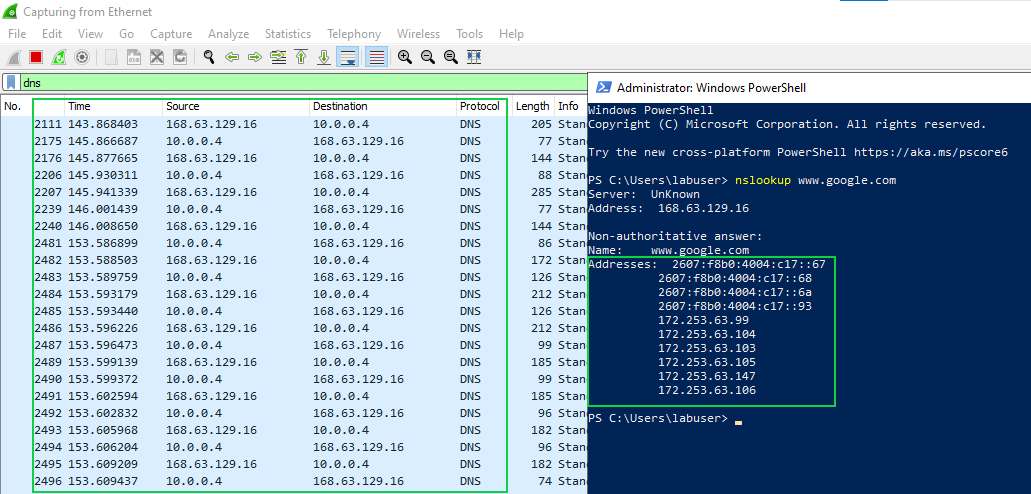 Capturing from Ethernet
File Edit View Go Capture Analyze Statistics Telephony Wireless Tools Help
dns
No. Time Source Destination Protocol Length Info
2111 143.868403 168.63.129.16 10.0.0.4 DNS 205 Stan
2175 145.866687 10.0.0.4 168.63.129.16 DNS 77 Stan
2176 145.877665 168.63.129.16 10.0.0.4 DNS 144 Stan
2206 145.930311 10.0.0.4 168.63.129.16 DNS 88 Stan
2207 145.941339 168.63.129.16 10.0.0.4 DNS 285 Stan
2239 146.001439 10.0.0.4 168.63.129.16 DNS 77 Stan
2240 146.008650 168.63.129.16 10.0.0.4 DNS 144 Stan
2481 153.586899 10.0.0.4 168.63.129.16 DNS 86 Stan
2482 153.588503 168.63.129.16 10.0.0.4 DNS 172 Stan
2483 153.589759 10.0.0.4 168.63.129.16 DNS 126 Stan
2484 153.593179 168.63.129.16 10.0.0.4 DNS 212 Stan
2485 153.593440 10.0.0.4 168.63.129.16 DNS 126 Stan
2486 153.596226 168.63.129.16 10.0.0.4 DNS 212 Stan
2487 153.596473 10.0.0.4 168.63.129.16 DNS 99 Stan
2489 153.599139 168.63.129.16 10.0.0.4 DNS 185 Stan
2490 153.599372 10.0.0.4 168.63.129.16 DNS 99 Stan
2491 153.602594 168.63.129.16 10.0.0.4 DNS 185 Stan
2492 153.602832 10.0.0.4 168.63.129.16 DNS 96 Stan
2493 153.605968 168.63.129.16 10.0.0.4 DNS 182 Stan
2494 153.606204 10.0.0.4 168.63.129.16 DNS 96 Stan
2495 153.609209 168.63.129.16 10.0.0.4 DNS 182 Stan
2496 153.609437 10.0.0.4 168.63.129.16 DNS 74 Stan
Administrator: Windows PowerShell
Windows PowerShell
Copyright (C) Microsoft Corporation. All rights reserved.
Try the new cross-platform PowerShell https://aka.ms/pscore6
PS C:\Users\labuser> nslookup www.google.com
Server: UnKnown
Address: 168.63.129.16
Non-authoritative answer:
Name: www.google.com
Addresses: 2607:f8b0:4004:c17::67
2607:f8b0:4004:c17::68
2607:f8b0:4004:c17::6a
2607:f8b0:4004:c17::93
172.253.63.99
172.253.63.104
172.253.63.103
172.253.63.105
172.253.63.147
172.253.63.106
PS C:\Users\labuser>